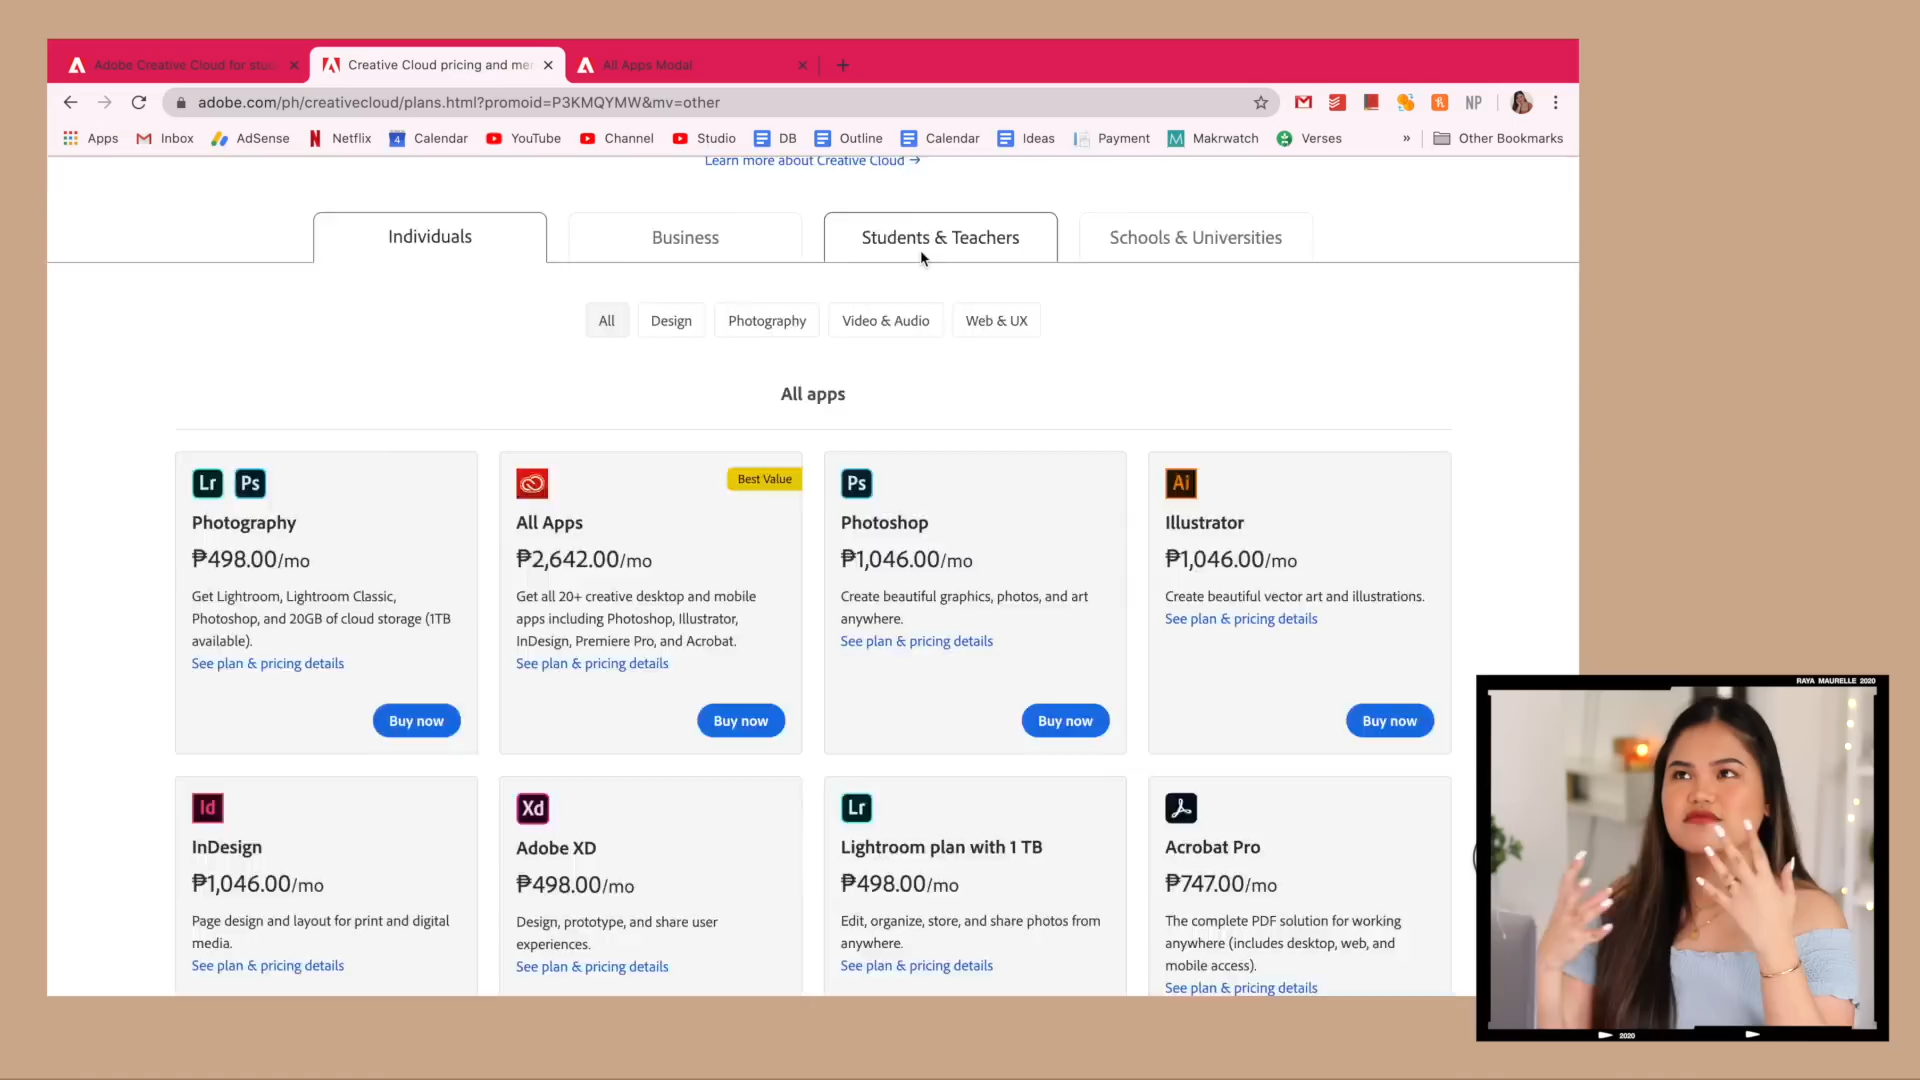 Adobe Creative Cloud for stu
Creative Cloud pricing and me
All Apps Modal
adobe.com/ph/creativecloud/plans.html?promoid=P3KMQYMW&mv=other
NP
Apps
Inbox
AdSense
Netflix
4
Calendar
YouTube
Channel
Studio
DB
Outline
Calendar
Ideas
Payment
M
Makrwatch
Verses
»
Other Bookmarks
Learn more about Creative Cloud →
Individuals
Business
Students & Teachers
Schools & Universities
All
Design
Photography
Video & Audio
Web & UX
All apps
Lr Ps
Photography
₱498.00/mo
Get Lightroom, Lightroom Classic,
Photoshop, and 20GB of cloud storage (1TB
available).
See plan & pricing details
Buy now
Best Value
All Apps
₱2,642.00/mo
Get all 20+ creative desktop and mobile
apps including Photoshop, Illustrator,
InDesign, Premiere Pro, and Acrobat.
See plan & pricing details
Buy now
Ps
Photoshop
₱1,046.00/mo
Create beautiful graphics, photos, and art
anywhere.
See plan & pricing details
Buy now
Ai
Illustrator
₱1,046.00/mo
Create beautiful vector art and illustrations.
See plan & pricing details
Buy now
Id
InDesign
₱1,046.00/mo
Page design and layout for print and digital
media.
See plan & pricing details
Xd
Adobe XD
₱498.00/mo
Design, prototype, and share user
experiences.
See plan & pricing details
Lr
Lightroom plan with 1 TB
₱498.00/mo
Edit, organize, store, and share photos from
anywhere.
See plan & pricing details
Acrobat Pro
₱747.00/mo
The complete PDF solution for working
anywhere (includes desktop, web, and
mobile access).
See plan & pricing details
RAYA MAURELLE 2020
2020